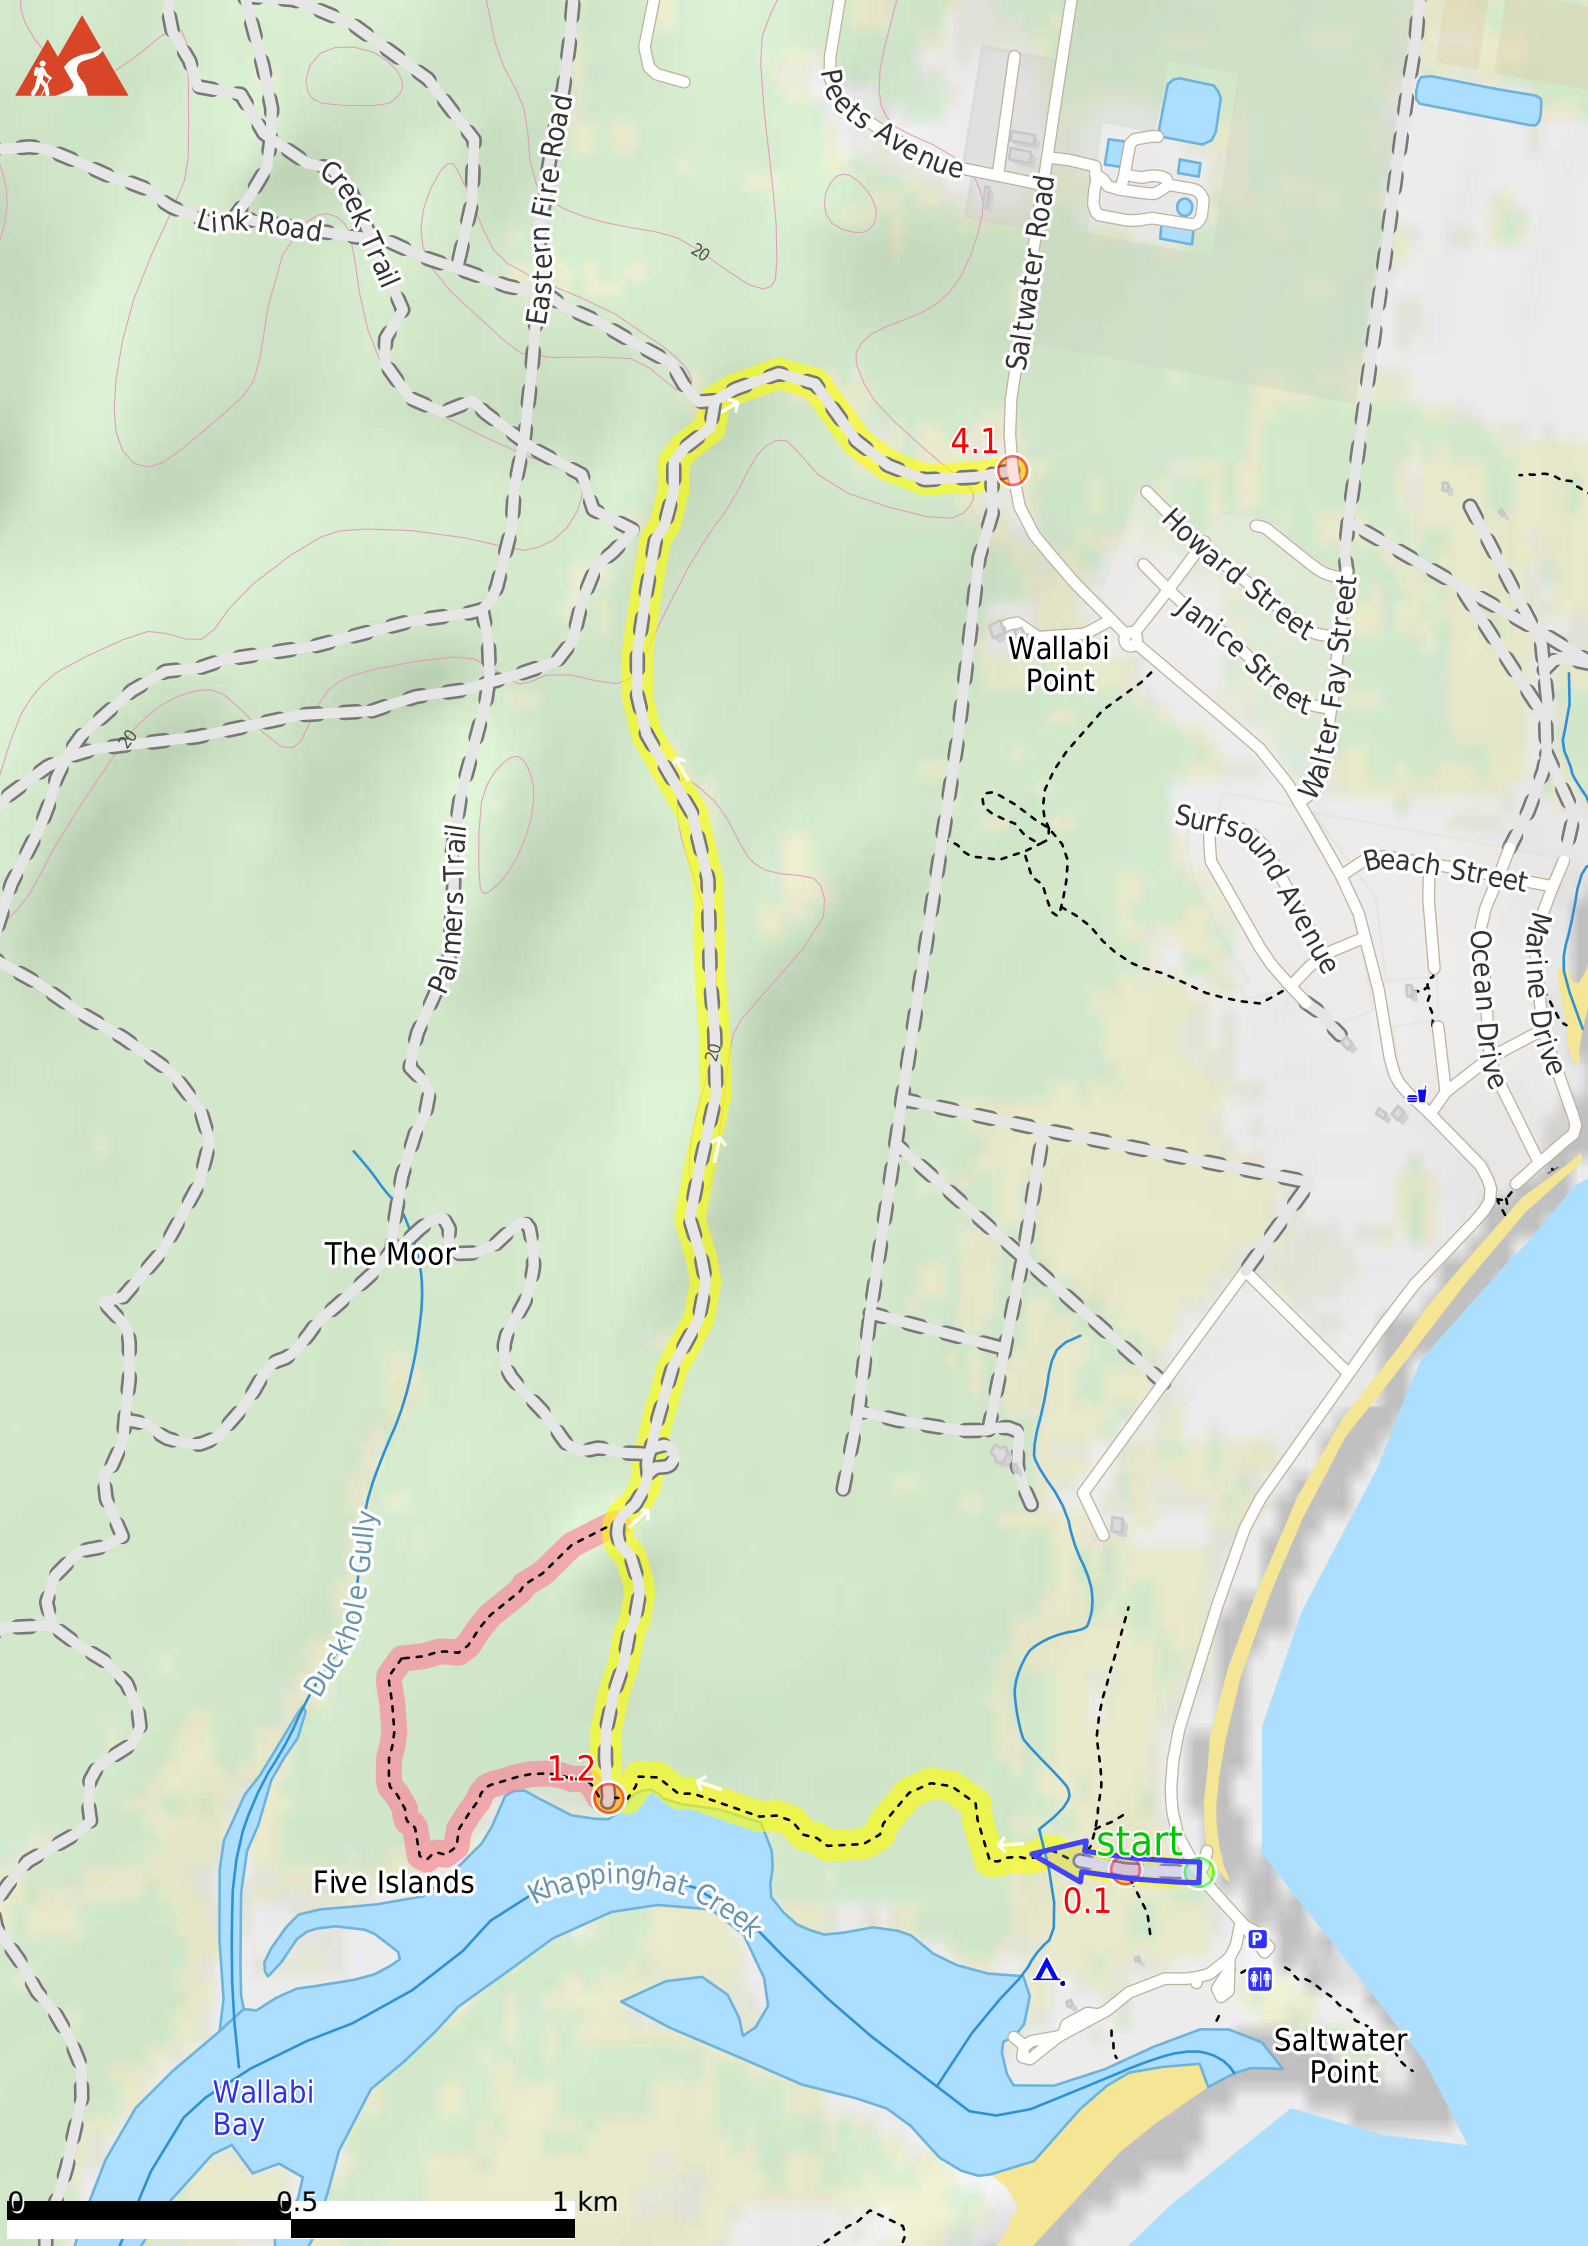 Peets Avenue
Creek Trail
Eastern Fire Road
Link Road
20
Saltwater Road
4.1
Howard Street
Janice Street
Wallabi
Point
Walter Fay Street
20
Surfsound Avenue
Beach Street
Palmers Trail
Ocean Drive
Marine Drive
20
The Moor
Duckhole Gully
1.2
start
Five Islands
Khappinghat Creek
0.1
P
Saltwater
Point
Wallabi
Bay
0 0.5 1 km